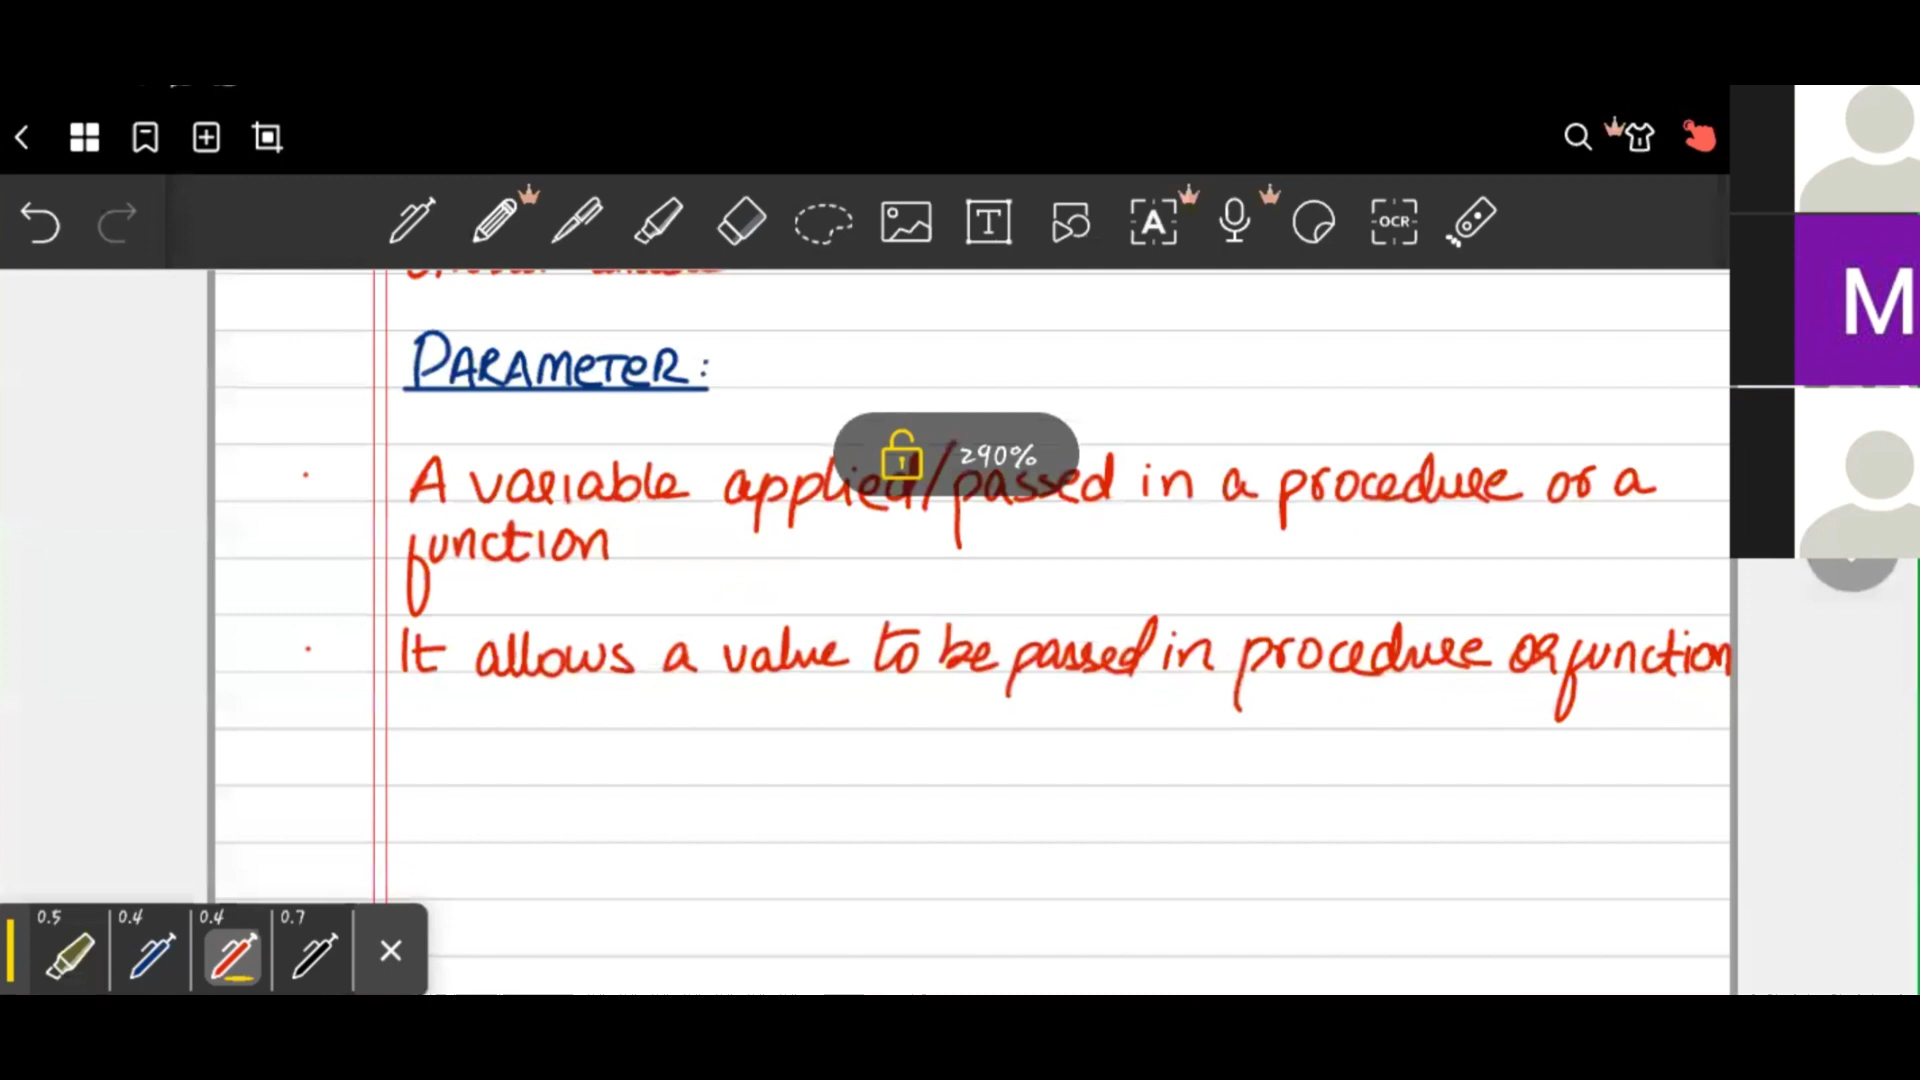 M
T
A
OCR
PARAMETER:
290%
A variable applied/passed in a procedure or a
function
It allows a value to be passed in procedure or function
0.5 0.4 0.4 0.7